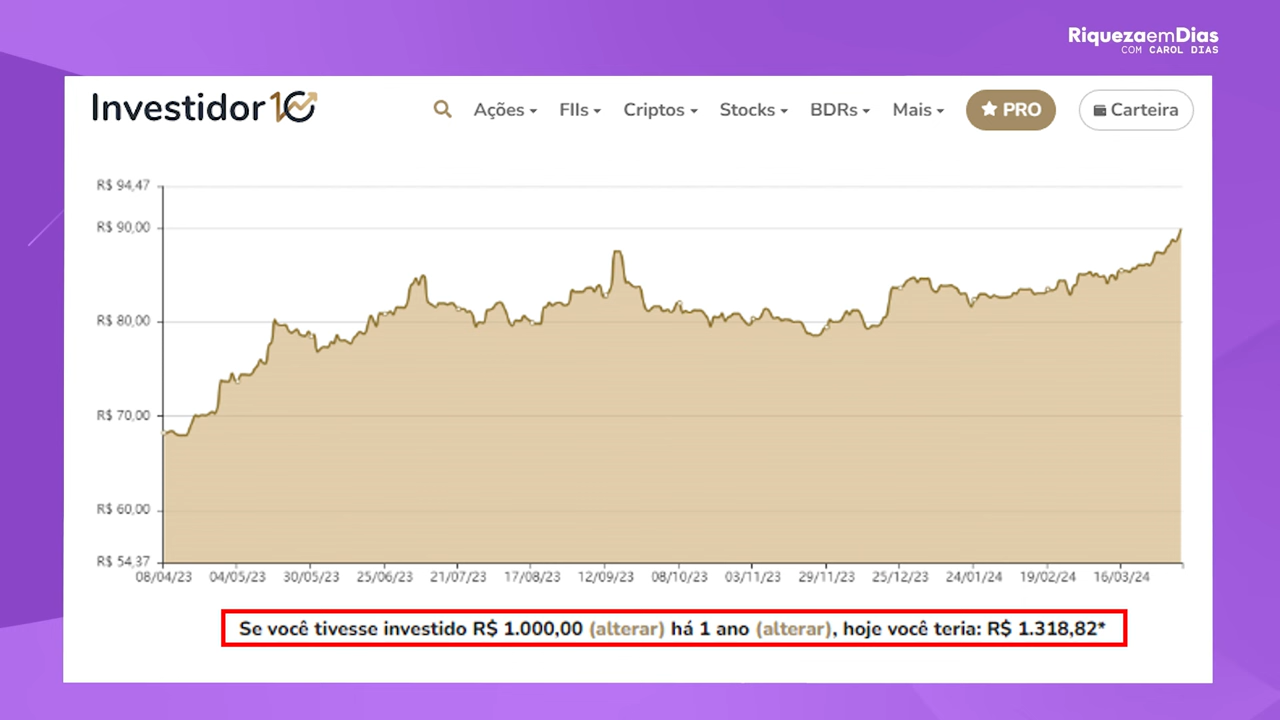 RiquezaemDias
COM CAROL DIAS
Investidor 10
Ações FIIs Criptos Stocks BDRs Mais PRO Carteira
R$ 94,47
R$ 90,00
R$ 80,00
R$ 70,00
R$ 60,00
R$ 54,37
08/04/23 04/05/23 30/05/23 25/06/23 21/07/23 17/08/23 12/09/23 08/10/23 03/11/23 29/11/23 25/12/23 24/01/24 19/02/24 16/03/24
Se você tivesse investido R$ 1.000,00 (alterar) há 1 ano (alterar), hoje você teria: R$ 1.318,82*